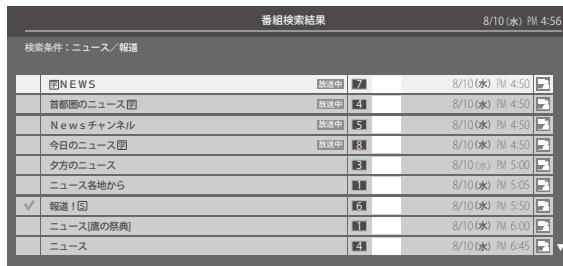 番組検索結果 8/10(水) PM 4:56
検索条件:ニュース/報道
字NEWS 放送中 7 8/10(水) PM 4:50
首都圏のニュース字 放送中 4 8/10(水) PM 4:50
Newsチャンネル 放送中 5 8/10(水) PM 4:50
今日のニュース字 放送中 8 8/10(水) PM 4:50
夕方のニュース 3 8/10(水) PM 5:00
ニュース各地から 1 8/10(水) PM 5:05
報道!S 6 8/10(水) PM 5:50
ニュース[鷹の祭典] 1 8/10(水) PM 6:00
ニュース 4 8/10(水) PM 6:45